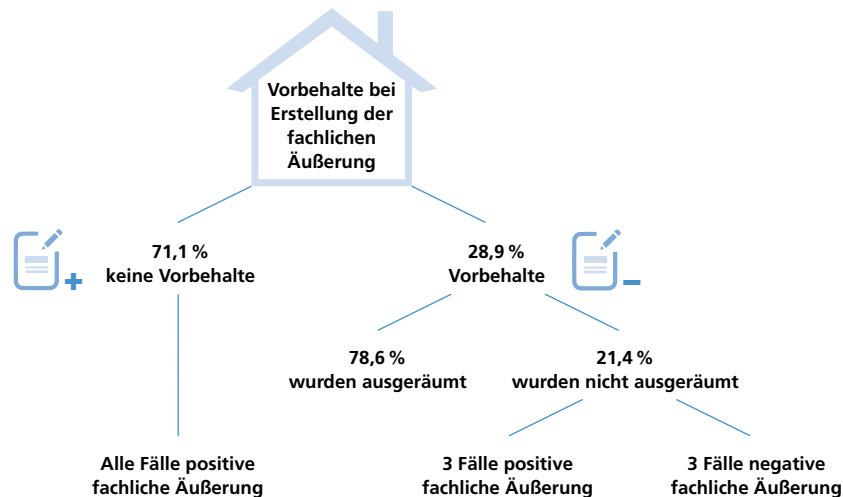 Vorbehalte bei
Erstellung der
fachlichen
Äußerung
71,1 %
keine Vorbehalte
28,9 %
Vorbehalte
78,6 %
wurden ausgeräumt
21,4 %
wurden nicht ausgeräumt
Alle Fälle positive
fachliche Äußerung
3 Fälle positive
fachliche Äußerung
3 Fälle negative
fachliche Äußerung